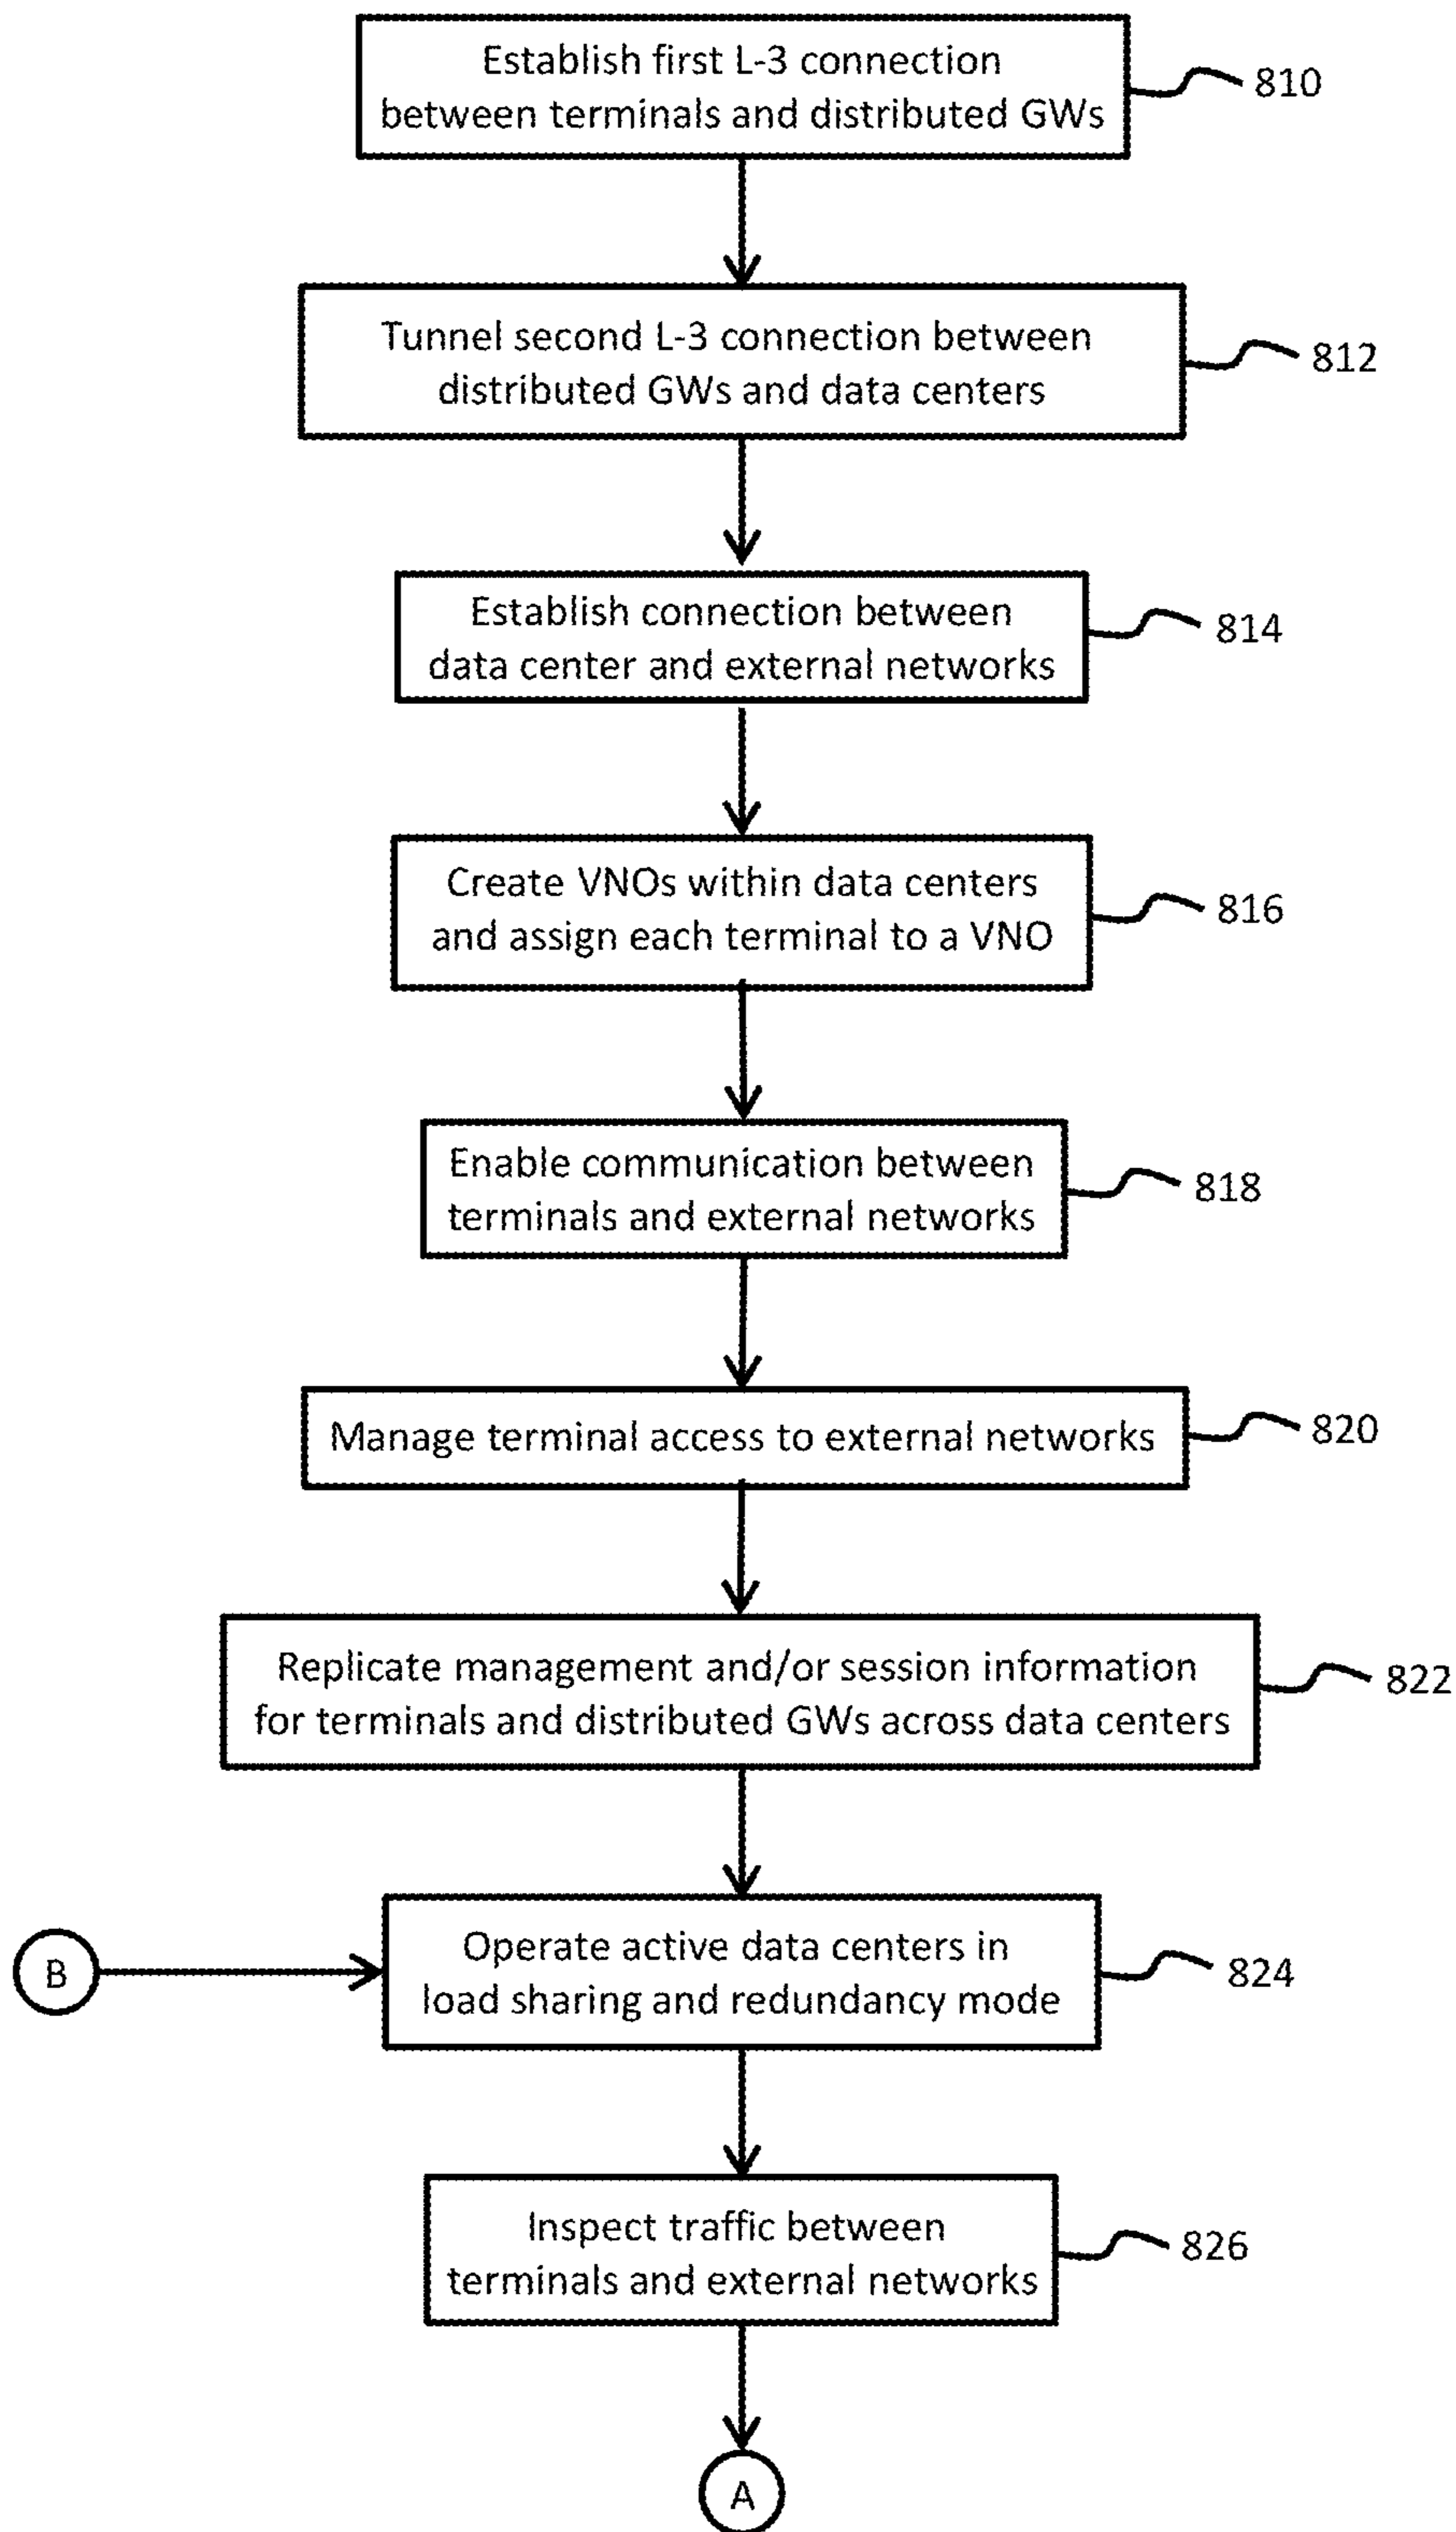 Establish first L-3 connection
between terminals and distributed GWs
810
Tunnel second L-3 connection between
distributed GWs and data centers
812
Establish connection between
data center and external networks
814
Create VNOs within data centers
and assign each terminal to a VNO
816
Enable communication between
terminals and external networks
818
Manage terminal access to external networks
820
Replicate management and/or session information
for terminals and distributed GWs across data centers
822
B
Operate active data centers in
load sharing and redundancy mode
824
Inspect traffic between
terminals and external networks
826
A